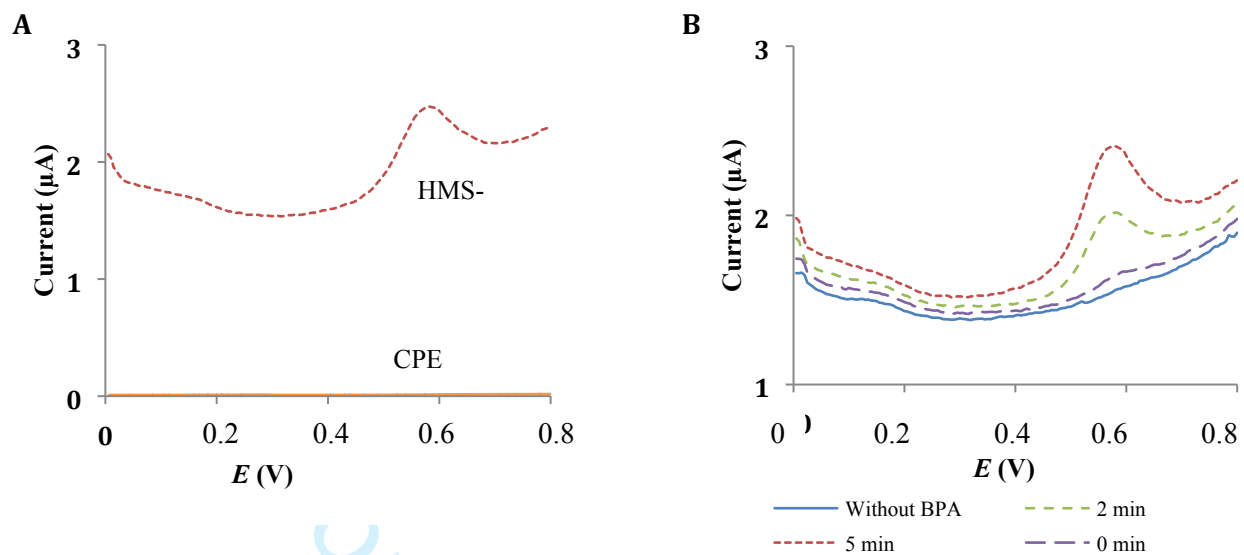 A
3
2
1
0
Current (µA)
HMS-
CPE
0 0.2 0.4 0.6 0.8
E (V)
B
3
2
1
Current (µA)
0 0.2 0.4 0.6 0.8
E (V)
Without BPA 2 min
5 min 0 min